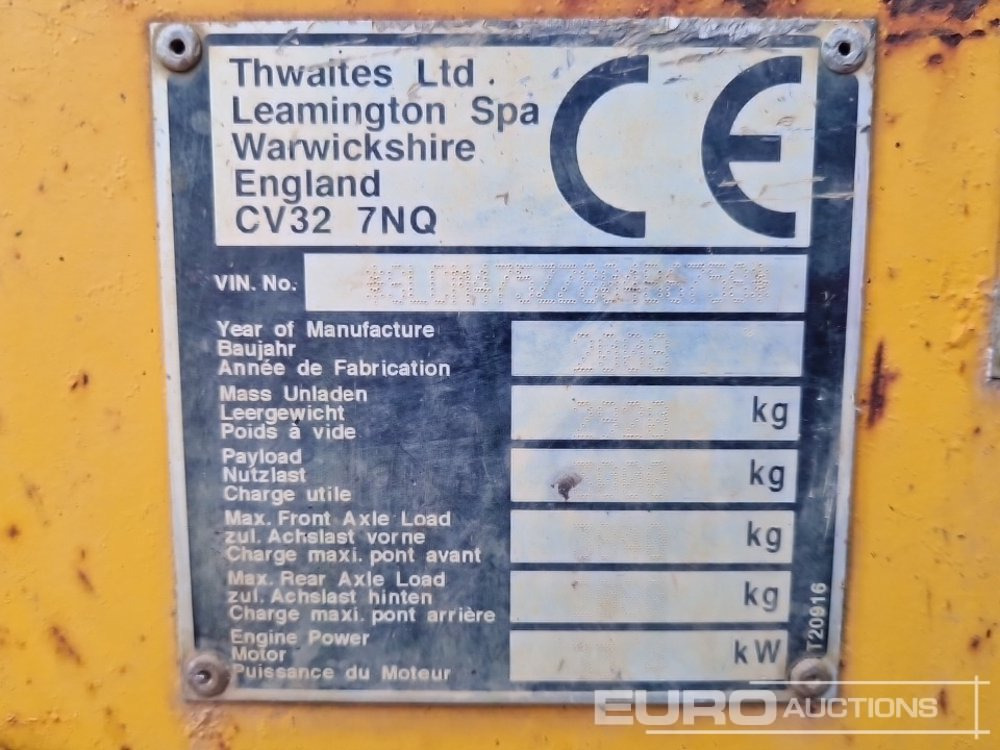 Thwaites Ltd.
Leamington Spa
Warwickshire
England
CV32 7NQ
CE
VIN. No.
Year of Manufacture
Baujahr
Année de Fabrication
2009
Mass Unladen
Leergewicht
Poids à vide
kg
Payload
Nutzlast
Charge utile
kg
Max. Front Axle Load
zul. Achslast vorne
Charge maxi. pont avant
kg
Max. Rear Axle Load
zul. Achslast hinten
Charge maxi. pont arrière
kg
Engine Power
Motor
Puissance du Moteur
kW
T20916
EURO AUCTIONS